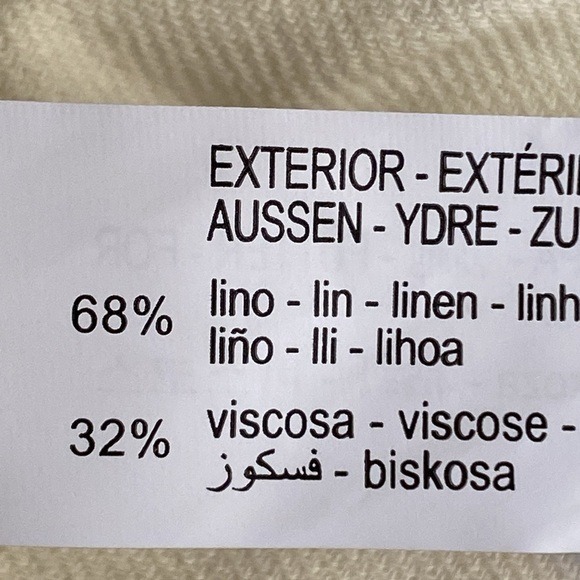 EXTERIOR - EXTÉRI
AUSSEN - YDRE - ZU
68% lino - lin - linen - linh
liño - lli - lihoa
32% viscosa - viscose -
فسكوز - biskosa